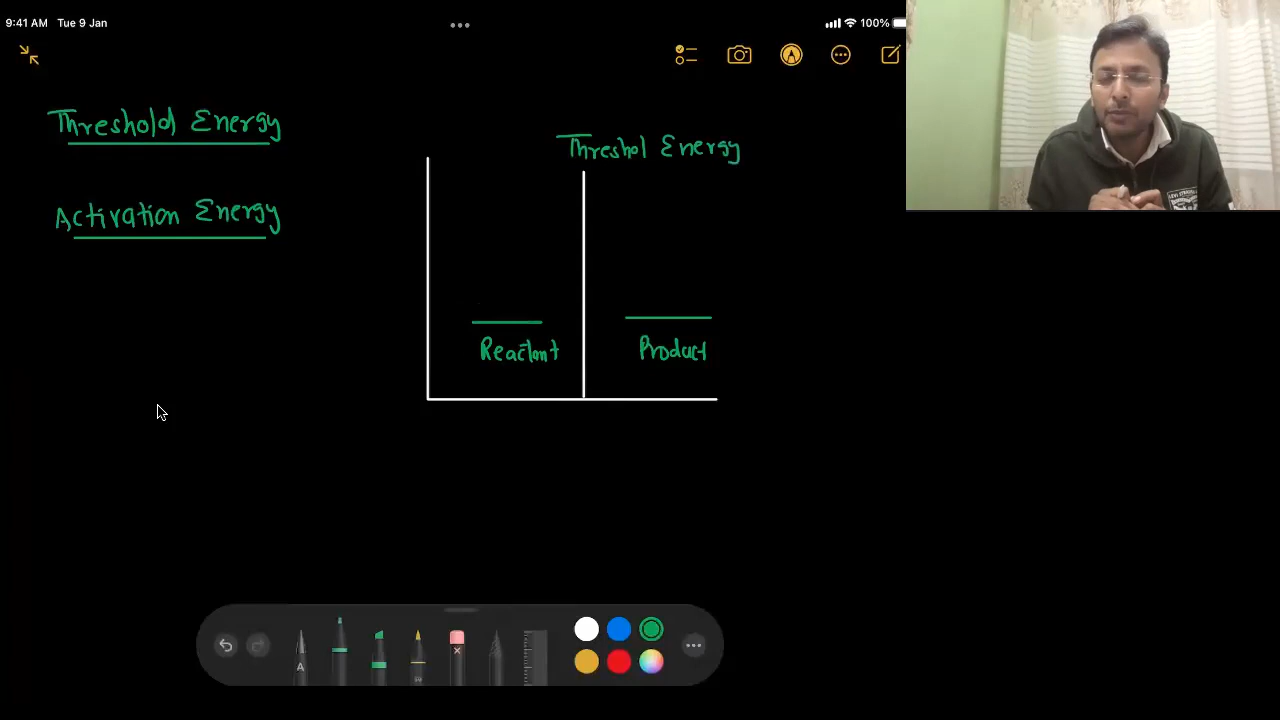 9:41 AM Tue 9 Jan
100%
Threshold Energy
Activation Energy
Threshol Energy
Reactant
Product
A